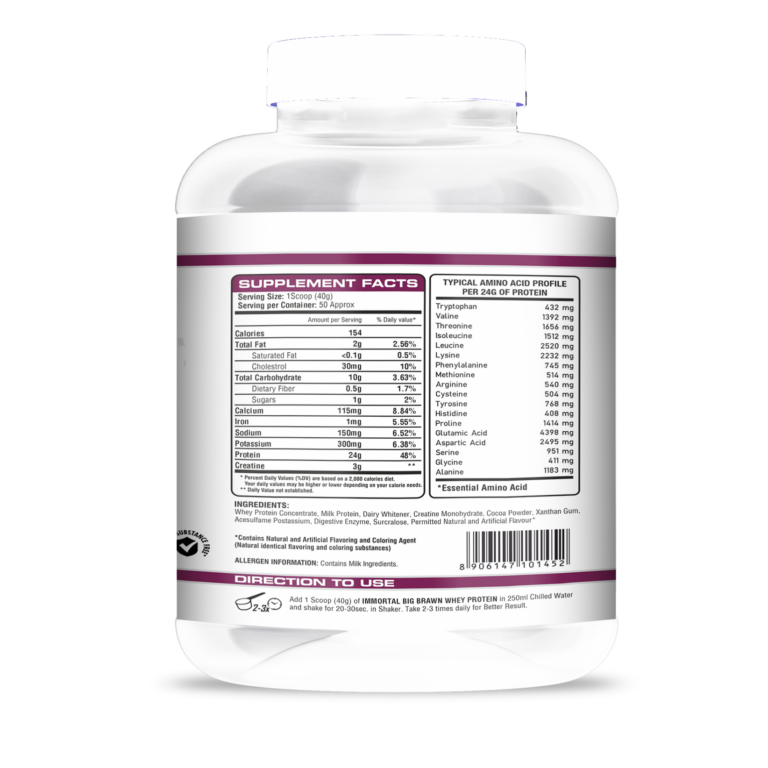 SUPPLEMENT FACTS
Serving Size: 1Scoop (40g)
Serving per Container: 50 Approx
Amount per Serving % Daily value*
Calories 154
Total Fat 2g 2.56%
Saturated Fat <0.1g 0.5%
Cholestrol 30mg 10%
Total Carbohydrate 10g 3.63%
Dietary Fiber 0.5g 1.7%
Sugars 1g 2%
Calcium 115mg 8.84%
Iron 1mg 5.55%
Sodium 150mg 6.52%
Potassium 300mg 6.38%
Protein 24g 48%
Creatine 3g **
* Percent Daily Values (%DV) are based on a 2,000 calories diet.
Your daily values may be higher or lower depending on your calorie needs.
** Daily Value not established.
TYPICAL AMINO ACID PROFILE
PER 24G OF PROTEIN
Tryptophan 432 mg
Valine 1392 mg
Threonine 1656 mg
Isoleucine 1512 mg
Leucine 2520 mg
Lysine 2232 mg
Phenylalanine 745 mg
Methionine 514 mg
Arginine 540 mg
Cysteine 504 mg
Tyrosine 768 mg
Histidine 408 mg
Proline 1414 mg
Glutamic Acid 4398 mg
Aspartic Acid 2495 mg
Serine 951 mg
Glycine 411 mg
Alanine 1183 mg
*Essential Amino Acid
INGREDIENTS:
Whey Protein Concentrate, Milk Protein, Dairy Whitener, Creatine Monohydrate, Cocoa Powder, Xanthan Gum,
Acesulfame Postassium, Digestive Enzyme, Surcralose, Permitted Natural and Artificial Flavour*
*Contains Natural and Artificial Flavoring and Coloring Agent
(Natural identical flavoring and coloring substances)
ALLERGEN INFORMATION: Contains Milk Ingredients.
8 906147 101452
SUBSTANCE FREE
DIRECTION TO USE
2-3x
Add 1 Scoop (40g) of IMMORTAL BIG BRAWN WHEY PROTEIN in 250ml Chilled Water
and shake for 20-30sec. in Shaker. Take 2-3 times daily for Better Result.